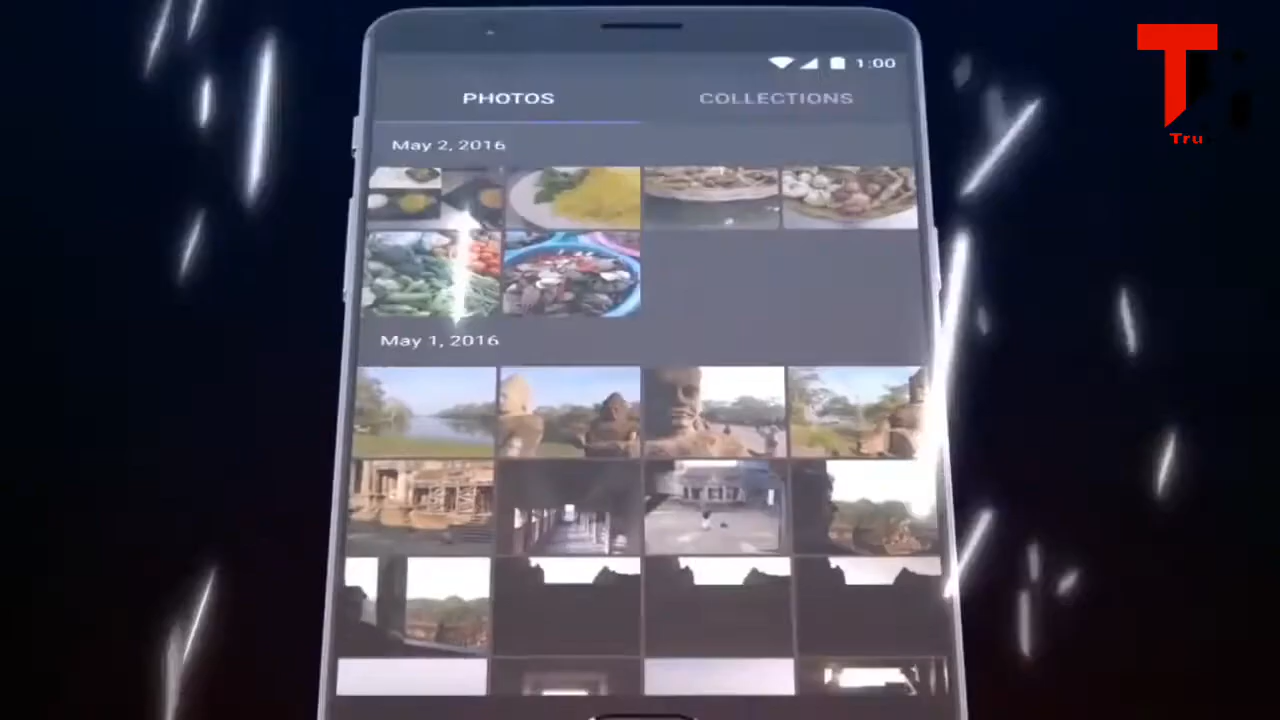 1:00
PHOTOS COLLECTIONS
May 2, 2016
May 1, 2016
T
Tru